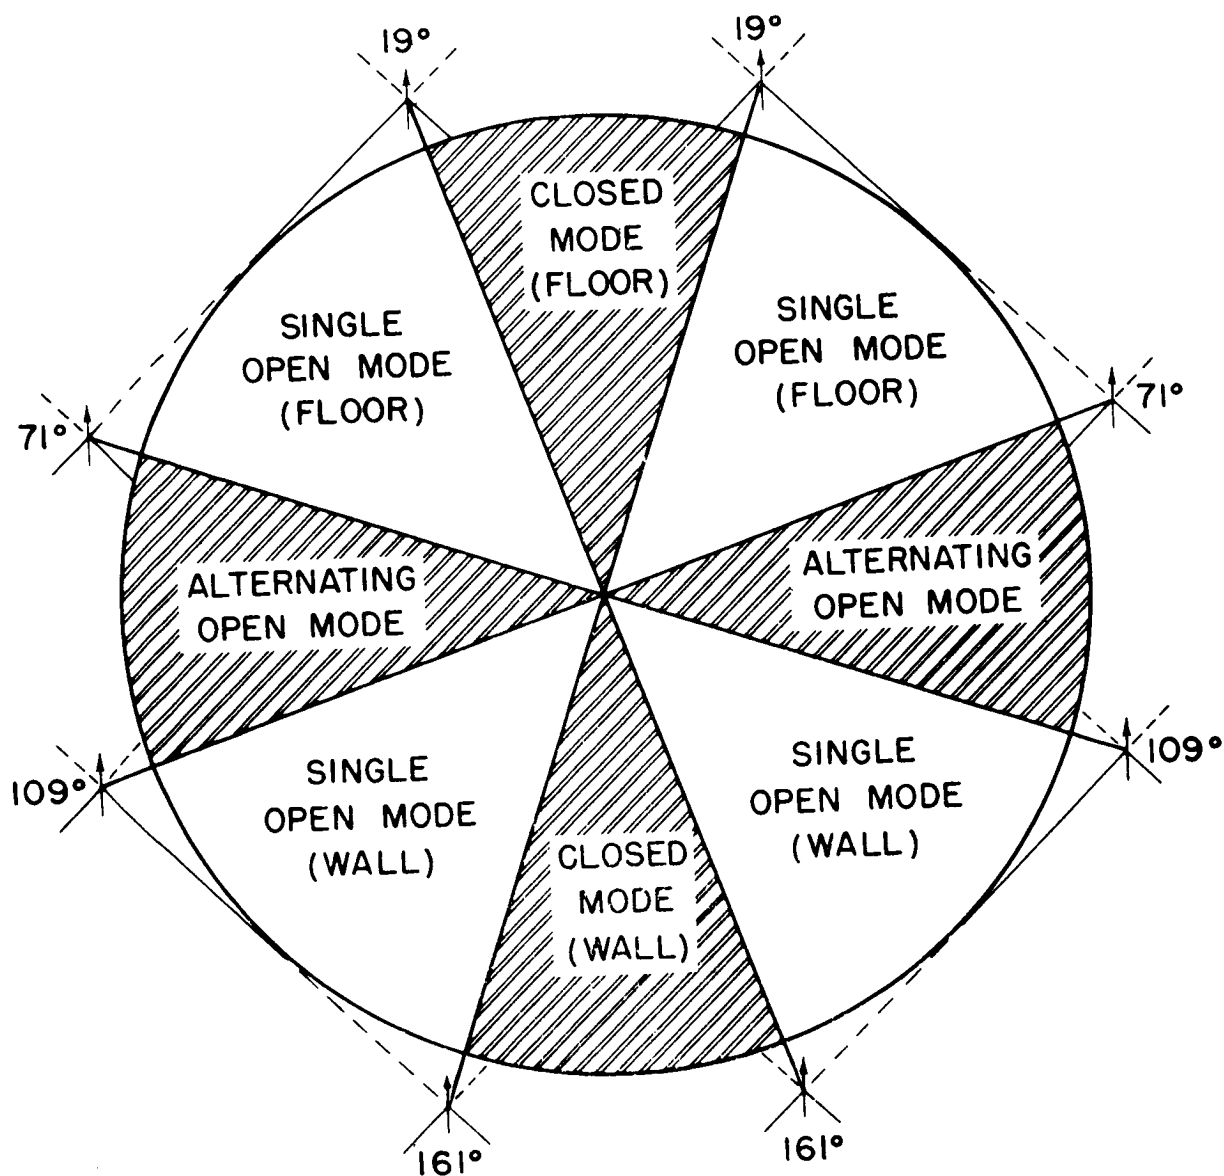 19°
19°
CLOSED
MODE
(FLOOR)
SINGLE
OPEN MODE
(FLOOR)
SINGLE
OPEN MODE
(FLOOR)
71°
71°
ALTERNATING
OPEN MODE
ALTERNATING
OPEN MODE
109°
109°
SINGLE
OPEN MODE
(WALL)
SINGLE
OPEN MODE
(WALL)
CLOSED
MODE
(WALL)
161°
161°